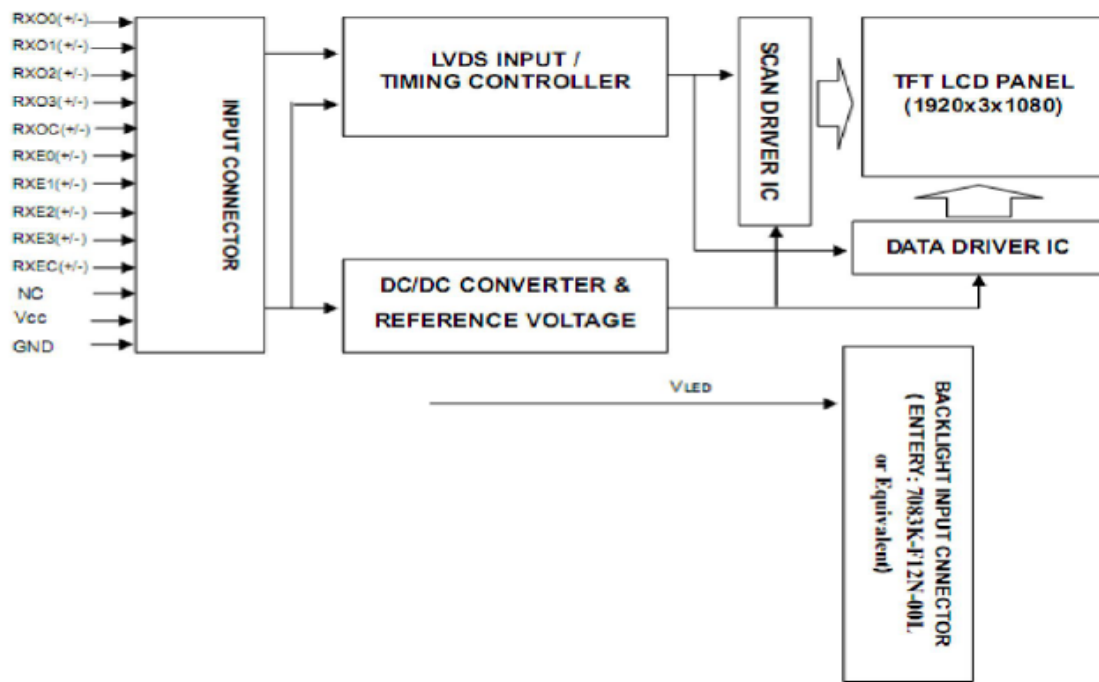 RXO0(+/-)
RXO1(+/-)
RXO2(+/-)
RXO3(+/-)
RXOC(+/-)
RXE0(+/-)
RXE1(+/-)
RXE2(+/-)
RXE3(+/-)
RXEC(+/-)
NC
Vcc
GND
INPUT CONNECTOR
LVDS INPUT /
TIMING CONTROLLER
DC/DC CONVERTER &
REFERENCE VOLTAGE
SCAN DRIVER IC
TFT LCD PANEL
(1920x3x1080)
DATA DRIVER IC
VLED
BACKLIGHT INPUT CNNECTOR
( ENTERY: 7083K-F12N-00L
or Equivalent)